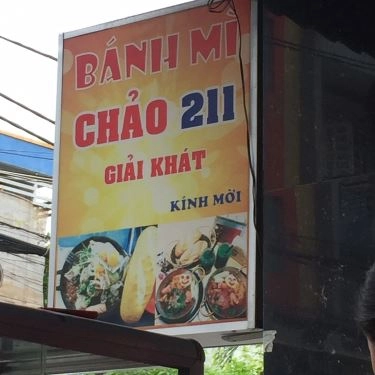 BÁNH MÌ
CHẢO 211
GIẢI KHÁT
KÍNH MỜI